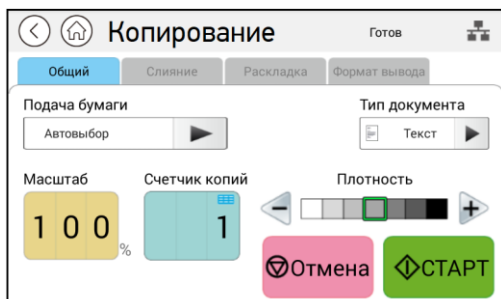 Копирование Готов
Общий Слияние Раскладка Формат вывода
Подача бумаги Тип документа
Автовыбор Текст
Масштаб Счетчик копий Плотность
100 % 1
Отмена СТАРТ